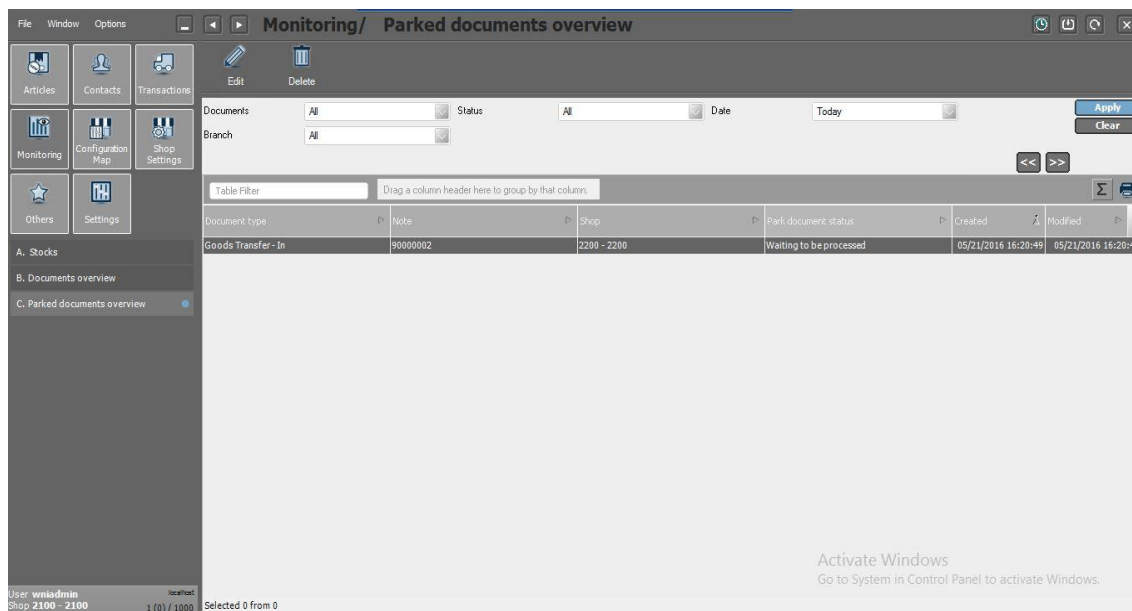 File Window Options
Monitoring/ Parked documents overview
Articles Contacts Transactions
Edit Delete
Monitoring Configuration Map Shop Settings
Others Settings
A. Stocks
B. Documents overview
C. Parked documents overview
Documents All Status All Date Today Apply
Branch All Clear
<< >>
Table Filter Drag a column header here to group by that column. Σ
Document type Note Shop Park document status Created Modified
Goods Transfer - In 90000002 2200 - 2200 Waiting to be processed 05/21/2016 16:20:49 05/21/2016 16:20:
Activate Windows
Go to System in Control Panel to activate Windows.
User wniadmin localhost
Shop 2100 - 2100 1 (0) / 1000 Selected 0 from 0